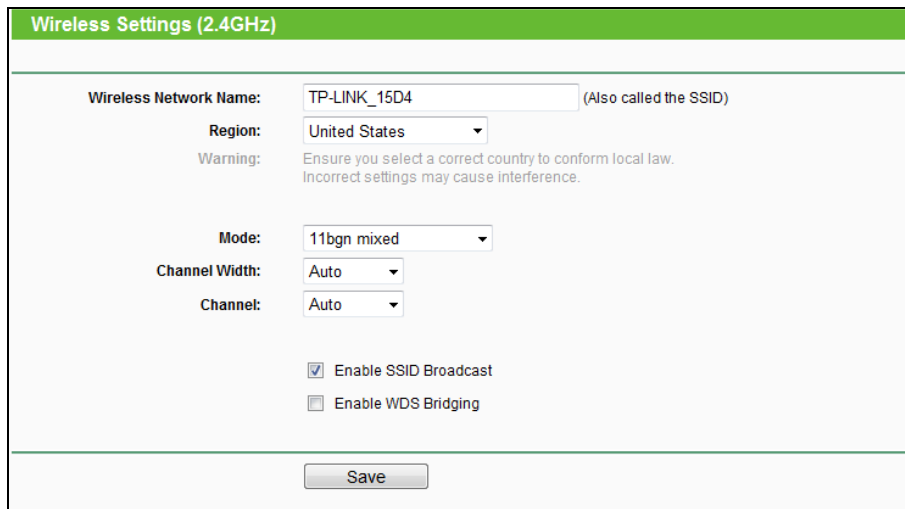 Wireless Settings (2.4GHz)
Wireless Network Name: TP-LINK_15D4 (Also called the SSID)
Region: United States
Warning: Ensure you select a correct country to conform local law.
Incorrect settings may cause interference.
Mode: 11bgn mixed
Channel Width: Auto
Channel: Auto
Enable SSID Broadcast
Enable WDS Bridging
Save